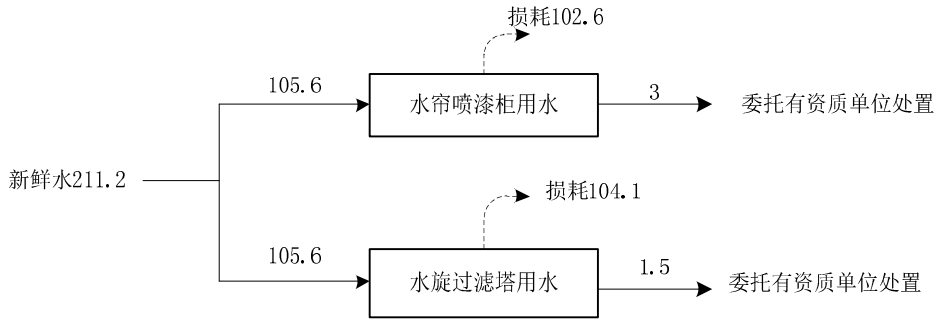 损耗102.6
105.6
水帘喷漆柜用水
3
委托有资质单位处置
新鲜水211.2
损耗104.1
105.6
水旋过滤塔用水
1.5
委托有资质单位处置